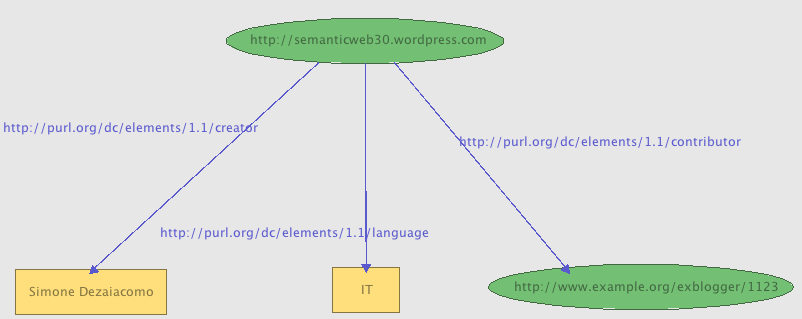 http://semanticweb30.wordpress.com
http://purl.org/dc/elements/1.1/creator
http://purl.org/dc/elements/1.1/contributor
http://purl.org/dc/elements/1.1/language
Simone Dezaiacomo
IT
http://www.example.org/exblogger/1123